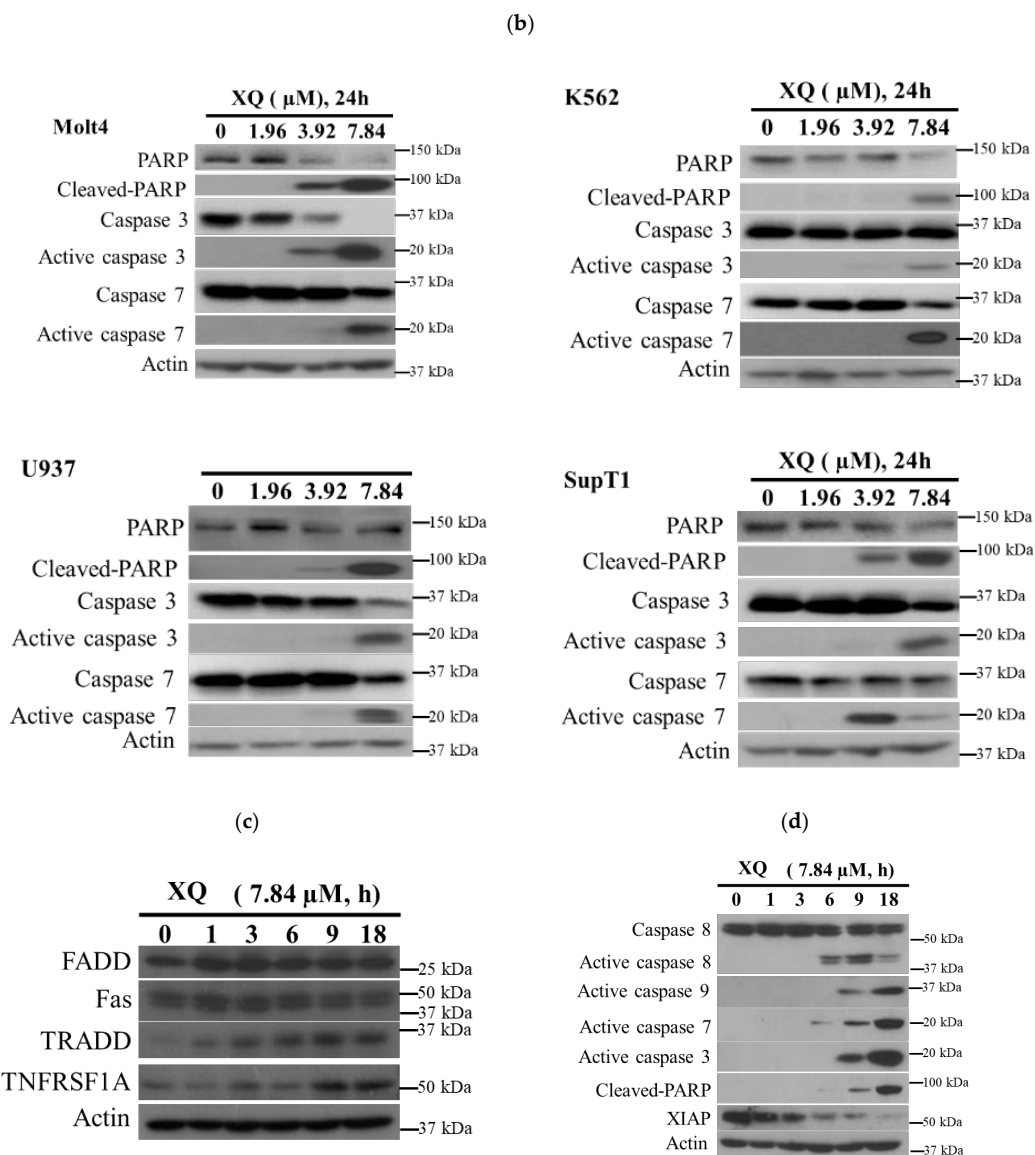 (b)
Molt4
XQ ( µM), 24h
0 1.96 3.92 7.84
PARP 150 kDa
Cleaved-PARP 100 kDa
Caspase 3 37 kDa
Active caspase 3 20 kDa
Caspase 7 37 kDa
Active caspase 7 20 kDa
Actin 37 kDa
K562
XQ ( µM), 24h
0 1.96 3.92 7.84
PARP 150 kDa
Cleaved-PARP 100 kDa
Caspase 3 37 kDa
Active caspase 3 20 kDa
Caspase 7 37 kDa
Active caspase 7 20 kDa
Actin 37 kDa
U937
0 1.96 3.92 7.84
PARP 150 kDa
Cleaved-PARP 100 kDa
Caspase 3 37 kDa
Active caspase 3 20 kDa
Caspase 7 37 kDa
Active caspase 7 20 kDa
Actin 37 kDa
SupT1
XQ ( µM), 24h
0 1.96 3.92 7.84
PARP 150 kDa
Cleaved-PARP 100 kDa
Caspase 3 37 kDa
Active caspase 3 20 kDa
Caspase 7 37 kDa
Active caspase 7 20 kDa
Actin 37 kDa
(c)
XQ ( 7.84 µM, h)
0 1 3 6 9 18
FADD 25 kDa
Fas 50 kDa
37 kDa
TRADD 37 kDa
TNFRSF1A 50 kDa
Actin 37 kDa
(d)
XQ ( 7.84 µM, h)
0 1 3 6 9 18
Caspase 8 50 kDa
Active caspase 8 37 kDa
Active caspase 9 37 kDa
Active caspase 7 20 kDa
Active caspase 3 20 kDa
Cleaved-PARP 100 kDa
XIAP 50 kDa
Actin 37 kDa